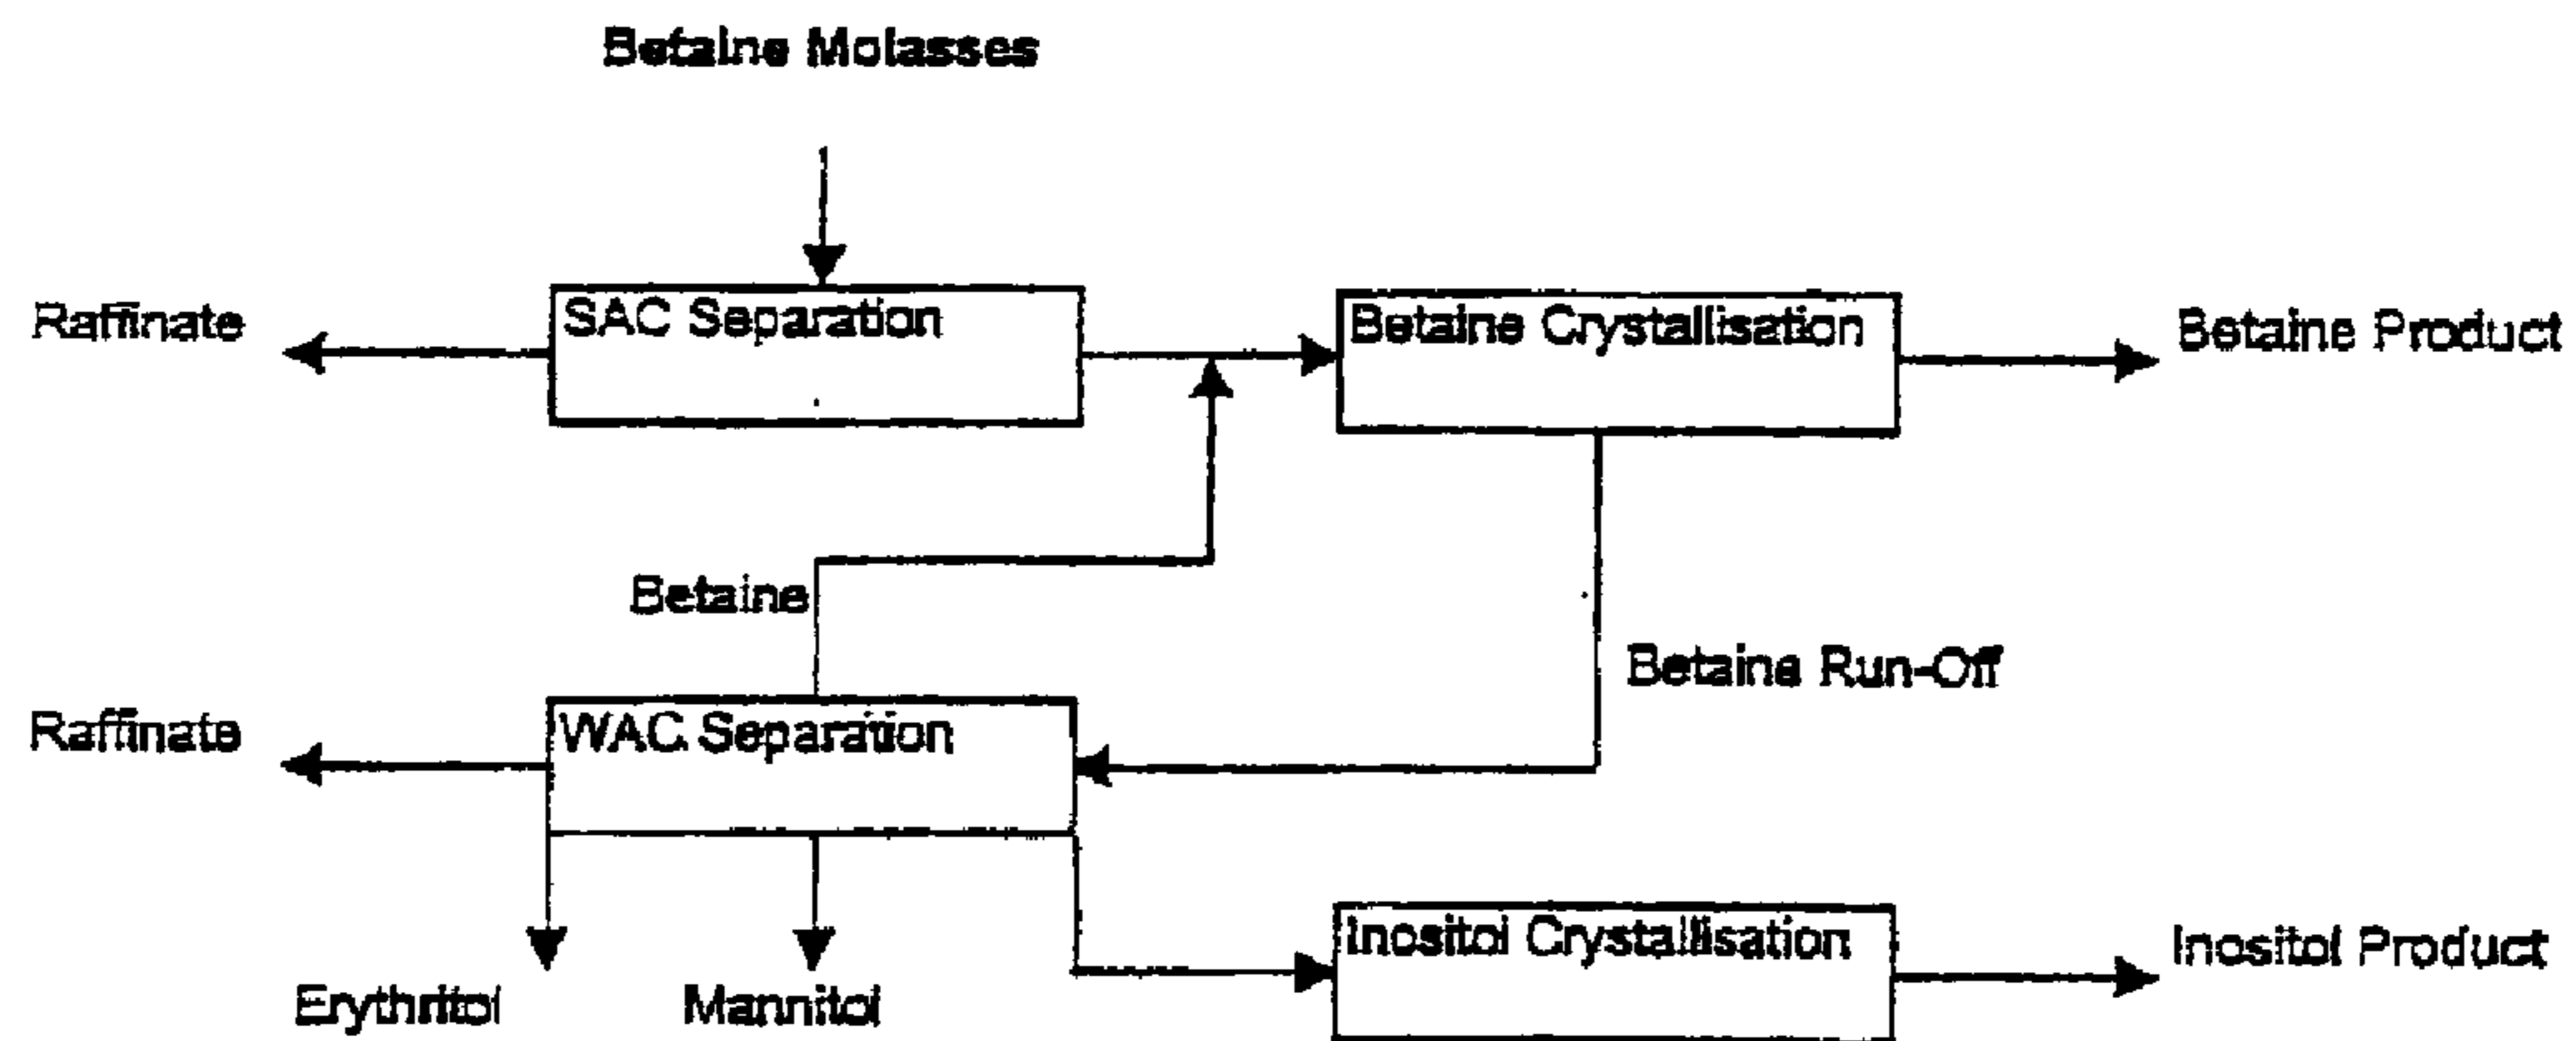 Betaine Molasses
Raffinate
SAC Separation
Betaine Crystallisation
Betaine Product
Betaine
Betaine Run-Off
Raffinate
WAC Separation
Erythritol
Mannitol
Inositol Crystallisation
Inositol Product